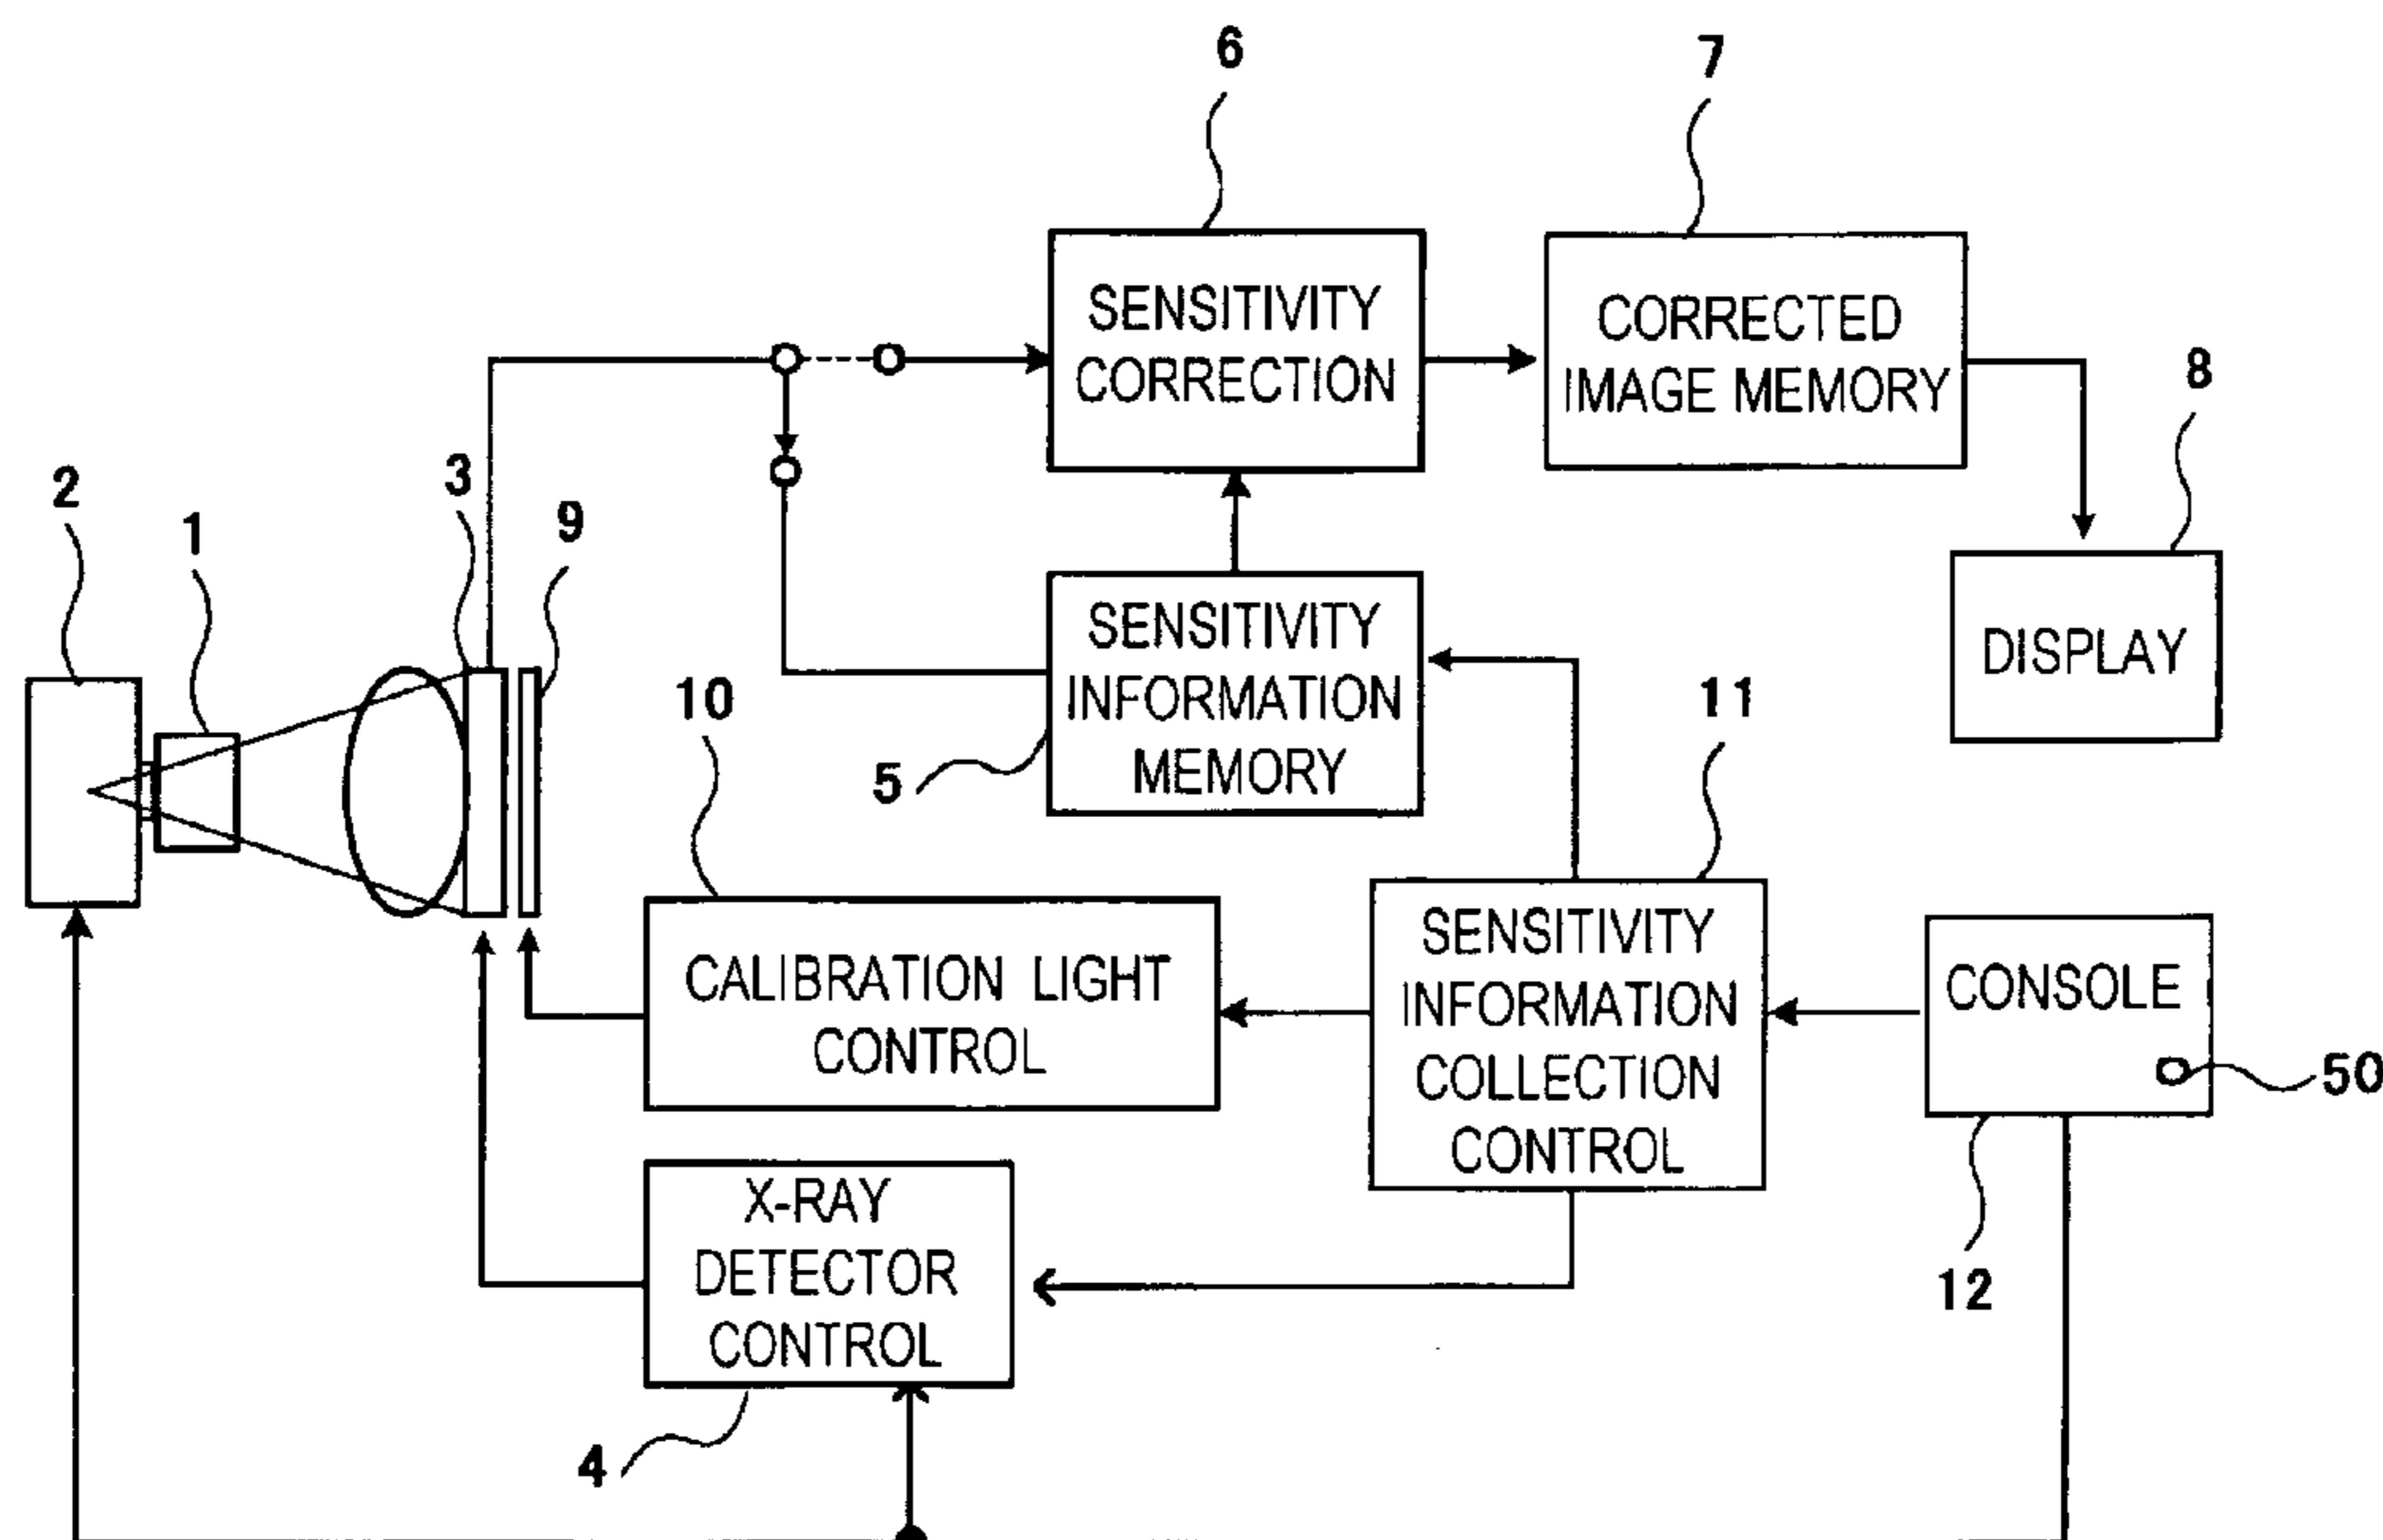 6
7
SENSITIVITY
CORRECTION
CORRECTED
IMAGE MEMORY
8
2
1
3
9
SENSITIVITY
INFORMATION
MEMORY
5
DISPLAY
10
11
CALIBRATION LIGHT
CONTROL
SENSITIVITY
INFORMATION
COLLECTION
CONTROL
CONSOLE
50
12
X-RAY
DETECTOR
CONTROL
4